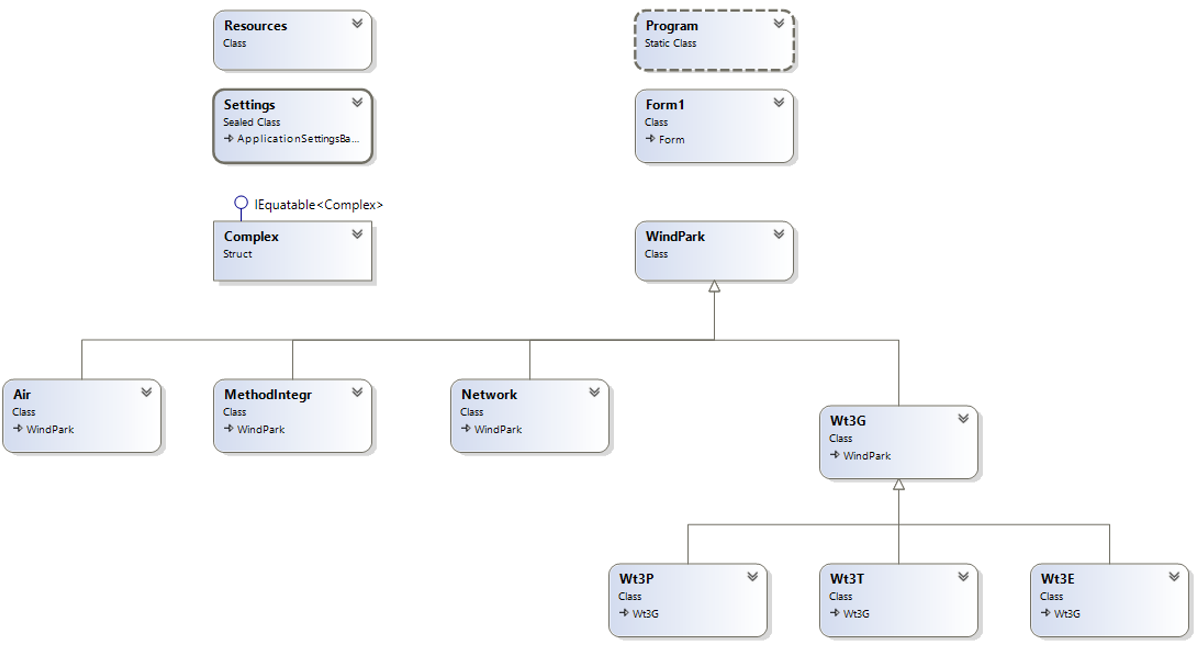 Resources
Class
Program
Static Class
Settings
Sealed Class
ApplicationSettingsBa...
Form1
Class
Form
IEquatable<Complex>
Complex
Struct
WindPark
Class
Air
Class
WindPark
MethodIntegr
Class
WindPark
Network
Class
WindPark
Wt3G
Class
WindPark
Wt3P
Class
Wt3G
Wt3T
Class
Wt3G
Wt3E
Class
Wt3G